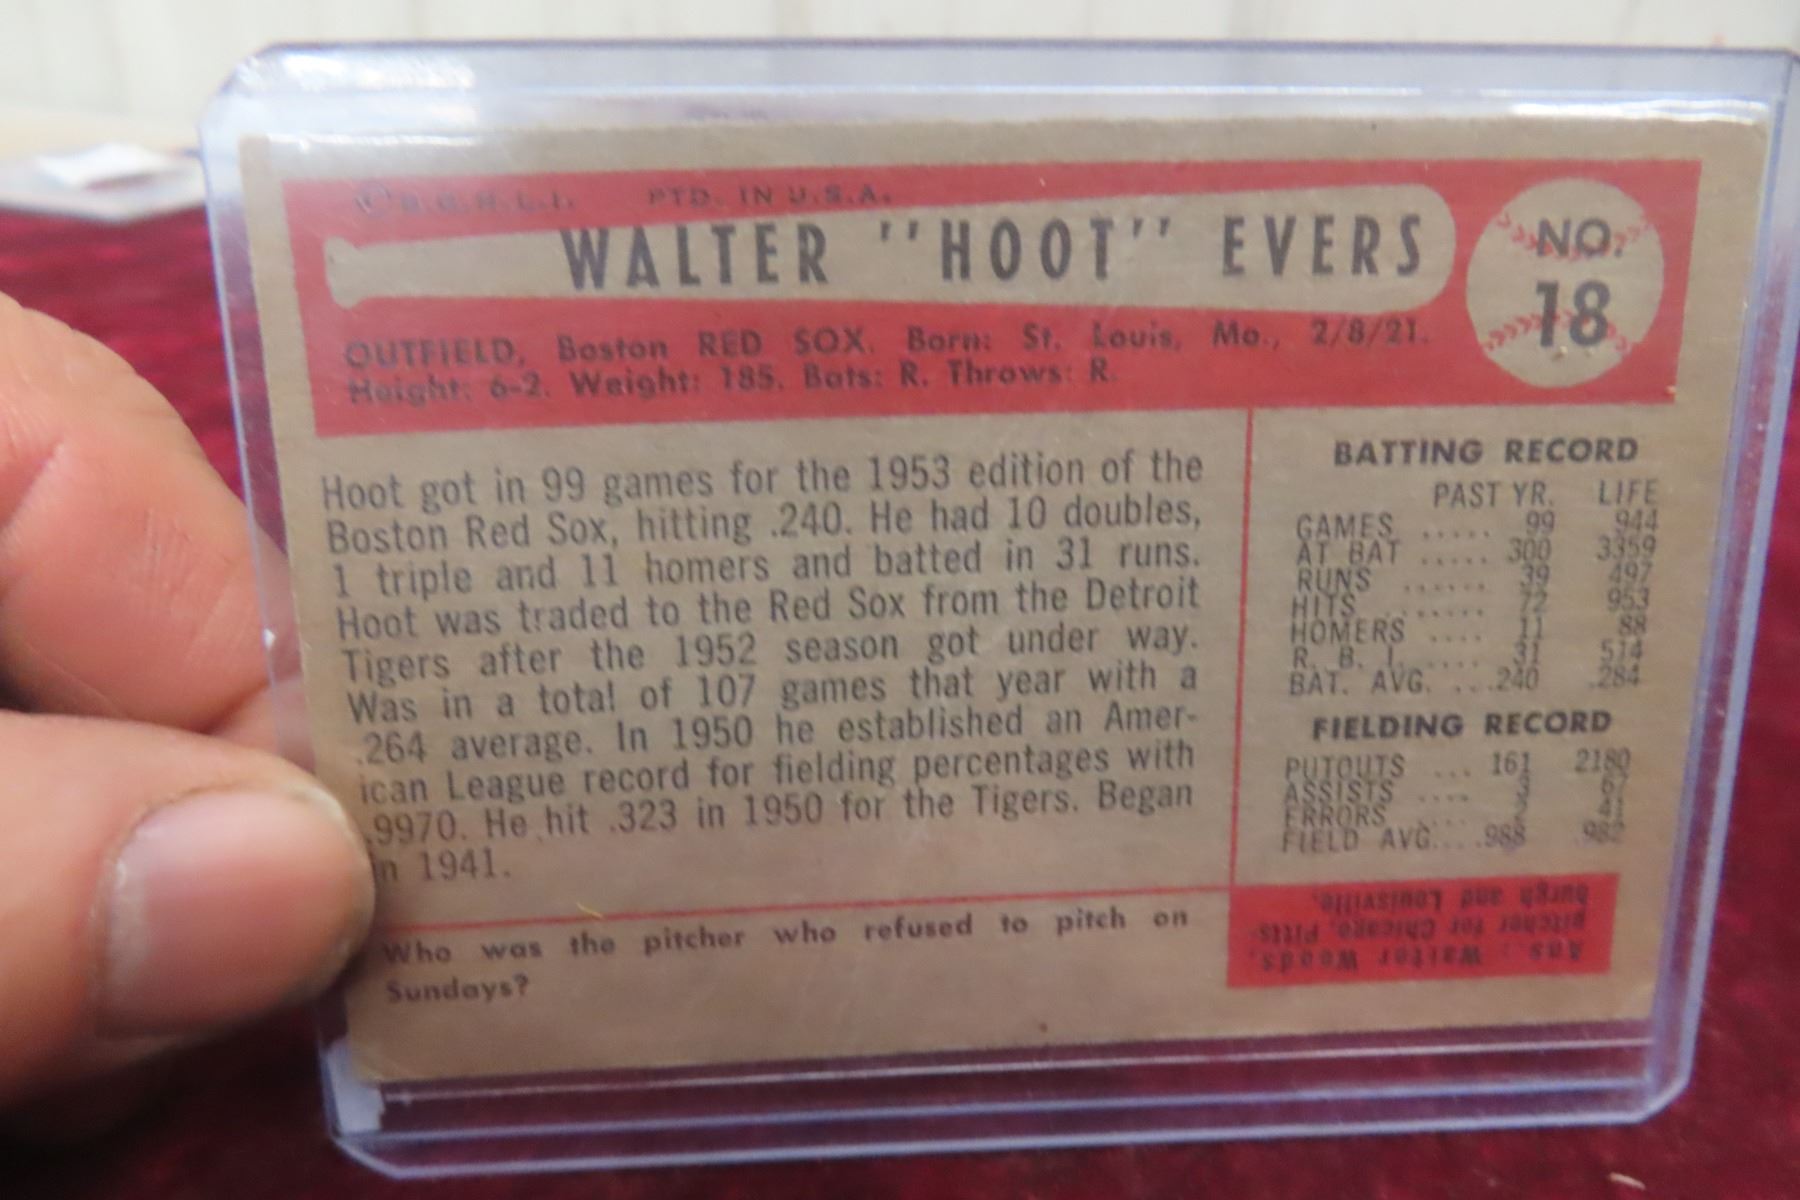 © B.G.H.L.I. PTD. IN U.S.A.
WALTER "HOOT" EVERS
NO.
18
OUTFIELD, Boston RED SOX. Born: St. Louis, Mo., 2/8/21.
Height: 6-2. Weight: 185. Bats: R. Throws: R.
Hoot got in 99 games for the 1953 edition of the
Boston Red Sox, hitting .240. He had 10 doubles,
1 triple and 11 homers and batted in 31 runs.
Hoot was traded to the Red Sox from the Detroit
Tigers after the 1952 season got under way.
Was in a total of 107 games that year with a
.264 average. In 1950 he established an Amer-
ican League record for fielding percentages with
.9970. He hit .323 in 1950 for the Tigers. Began
in 1941.
Who was the pitcher who refused to pitch on
Sundays?
BATTING RECORD
PAST YR. LIFE
GAMES ..... 99 944
AT BAT ..... 300 3359
RUNS ...... 39 497
HITS ....... 72 953
HOMERS .... 11 88
R. B. I. ..... 31 514
BAT. AVG. ...240 .284
FIELDING RECORD
PUTOUTS ... 161 2180
ASSISTS .... 3 67
ERRORS .... 2 41
FIELD AVG....988 .982
Ans.: Walter Woods,
pitcher for Chicago, Pitts-
burgh and Louisville.